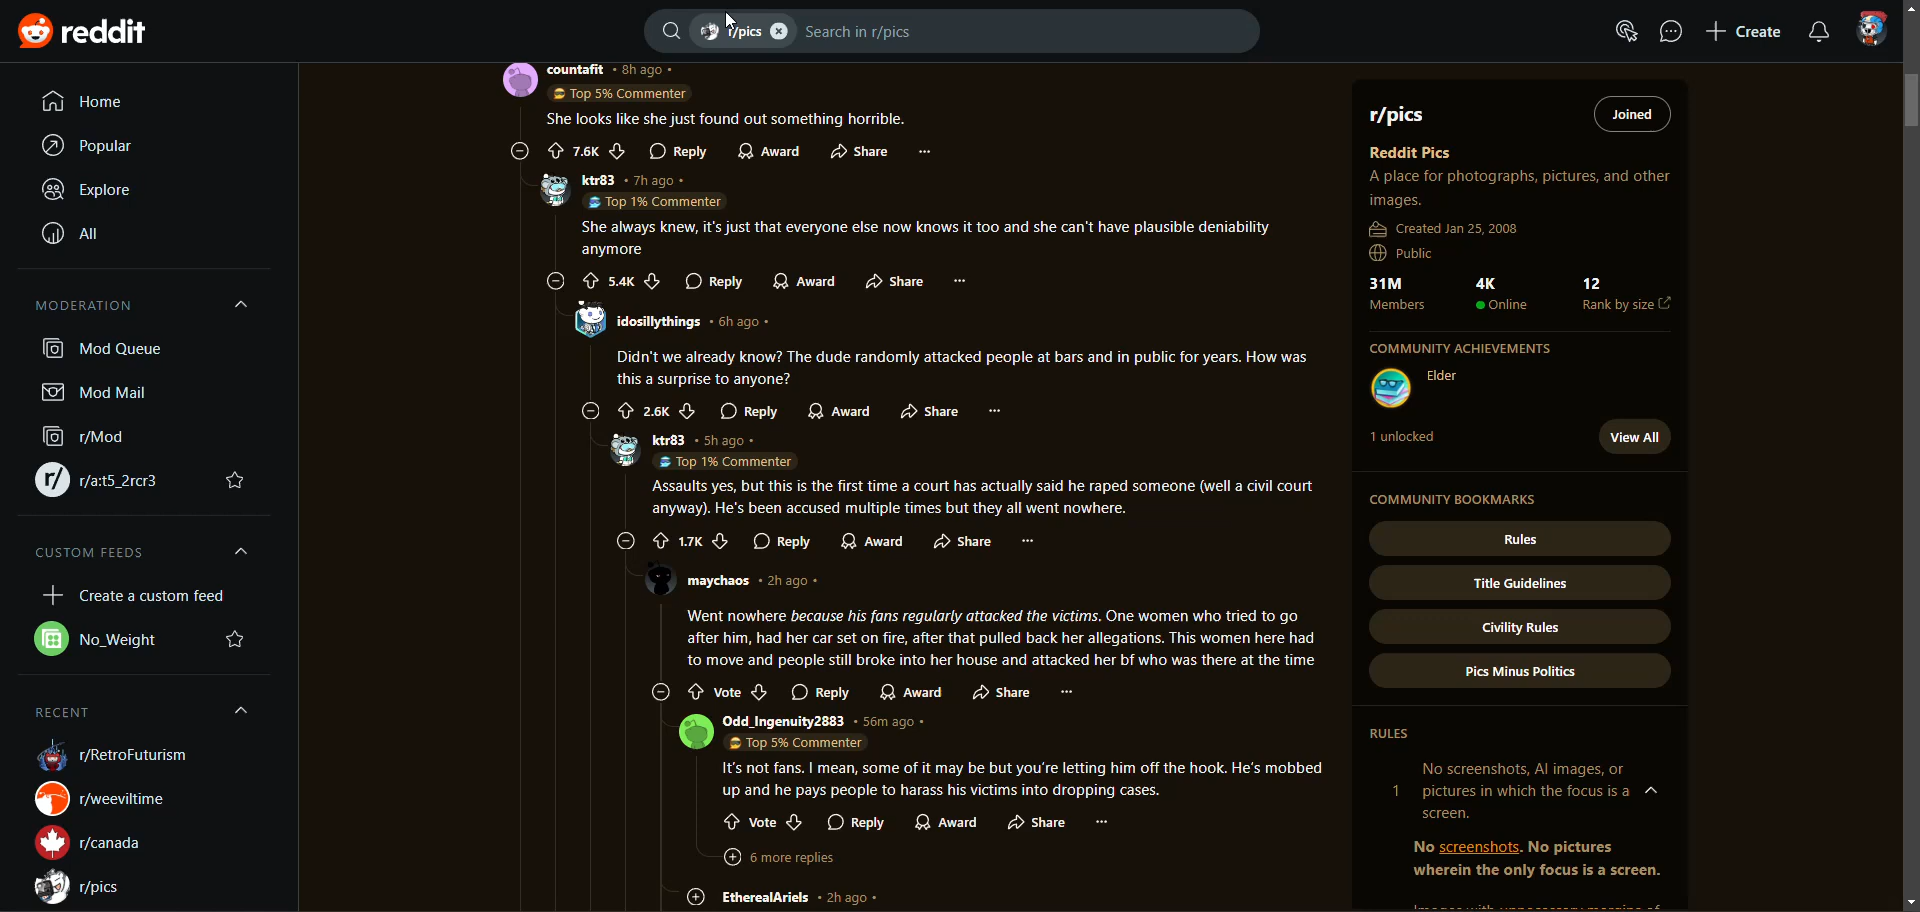 reddit
r/pics
Search in r/pics
Create
Home
Popular
Explore
All
MODERATION
Mod Queue
Mod Mail
r/Mod
r/ r/a:t5_2rcr3
CUSTOM FEEDS
Create a custom feed
No_Weight
RECENT
r/RetroFuturism
r/weeviltime
r/canada
r/pics
countafit • 8h ago •
Top 5% Commenter
She looks like she just found out something horrible.
7.6K Reply Award Share ...
ktr83 • 7h ago •
Top 1% Commenter
She always knew, it's just that everyone else now knows it too and she can't have plausible deniability
anymore
5.4K Reply Award Share ...
idosillythings • 6h ago •
Didn't we already know? The dude randomly attacked people at bars and in public for years. How was
this a surprise to anyone?
2.6K Reply Award Share ...
ktr83 • 5h ago •
Top 1% Commenter
Assaults yes, but this is the first time a court has actually said he raped someone (well a civil court
anyway). He's been accused multiple times but they all went nowhere.
1.7K Reply Award Share ...
maychaos • 2h ago •
Went nowhere because his fans regularly attacked the victims. One women who tried to go
after him, had her car set on fire, after that pulled back her allegations. This women here had
to move and people still broke into her house and attacked her bf who was there at the time
Vote Reply Award Share ...
Odd_Ingenuity2883 • 56m ago •
Top 5% Commenter
It's not fans. I mean, some of it may be but you're letting him off the hook. He's mobbed
up and he pays people to harass his victims into dropping cases.
Vote Reply Award Share ...
6 more replies
EtherealAriels • 2h ago •
r/pics
Joined
Reddit Pics
A place for photographs, pictures, and other
images.
Created Jan 25, 2008
Public
31M 4K 12
Members Online Rank by size
COMMUNITY ACHIEVEMENTS
Elder
1 unlocked
View All
COMMUNITY BOOKMARKS
Rules
Title Guidelines
Civility Rules
Pics Minus Politics
RULES
No screenshots, AI images, or
1 pictures in which the focus is a
screen.
No screenshots. No pictures
wherein the only focus is a screen.